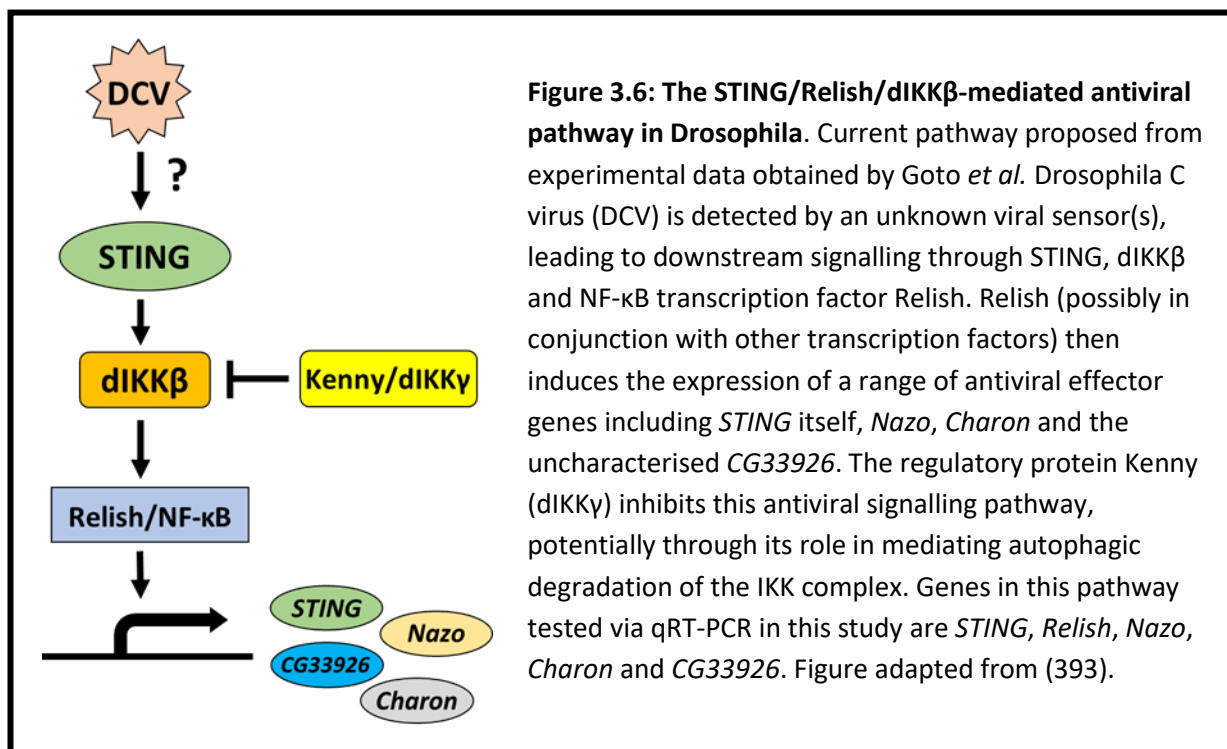 DCV
?
STING
dIKKβ
Kenny/dIKKγ
Relish/NF-κB
STING
Nazo
CG33926
Charon
Figure 3.6: The STING/Relish/dIKKβ-mediated antiviral
pathway in Drosophila. Current pathway proposed from
experimental data obtained by Goto et al. Drosophila C
virus (DCV) is detected by an unknown viral sensor(s),
leading to downstream signalling through STING, dIKKβ
and NF-κB transcription factor Relish. Relish (possibly in
conjunction with other transcription factors) then
induces the expression of a range of antiviral effector
genes including STING itself, Nazo, Charon and the
uncharacterised CG33926. The regulatory protein Kenny
(dIKKγ) inhibits this antiviral signalling pathway,
potentially through its role in mediating autophagic
degradation of the IKK complex. Genes in this pathway
tested via qRT-PCR in this study are STING, Relish, Nazo,
Charon and CG33926. Figure adapted from (393).